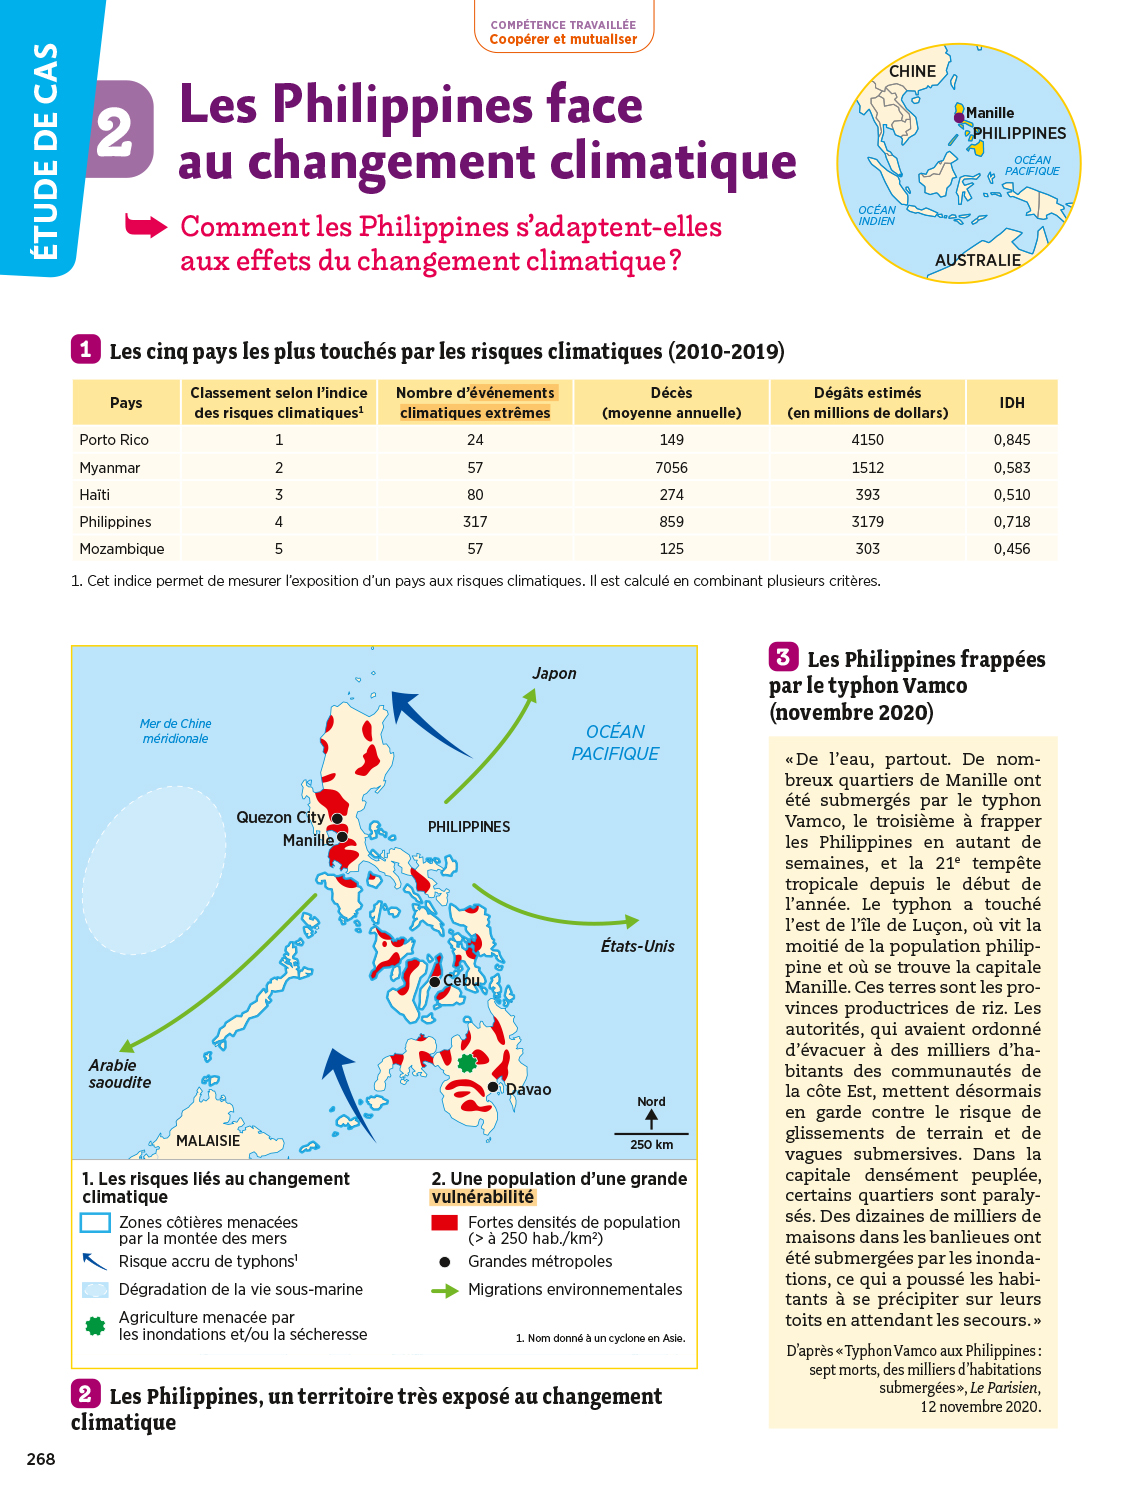 COMPÉTENCE TRAVAILLÉE
Coopérer et mutualiser
ÉTUDE DE CAS
2
Les Philippines face
au changement climatique
Comment les Philippines s'adaptent-elles
aux effets du changement climatique ?
CHINE
Manille
PHILIPPINES
OCÉAN
PACIFIQUE
OCÉAN
INDIEN
AUSTRALIE
1 Les cinq pays les plus touchés par les risques climatiques (2010-2019)
Pays | Classement selon l'indice des risques climatiques¹ | Nombre d'événements climatiques extrêmes | Décès (moyenne annuelle) | Dégâts estimés (en millions de dollars) | IDH
Porto Rico 1 24 149 4150 0,845
Myanmar 2 57 7056 1512 0,583
Haïti 3 80 274 393 0,510
Philippines 4 317 859 3179 0,718
Mozambique 5 57 125 303 0,456
1. Cet indice permet de mesurer l'exposition d'un pays aux risques climatiques. Il est calculé en combinant plusieurs critères.
Japon
Mer de Chine
méridionale
OCÉAN
PACIFIQUE
Quezon City
PHILIPPINES
Manille
États-Unis
Cebu
Arabie
saoudite
Davao
Nord
250 km
MALAISIE
1. Les risques liés au changement
climatique
Zones côtières menacées
par la montée des mers
Risque accru de typhons¹
Dégradation de la vie sous-marine
Agriculture menacée par
les inondations et/ou la sécheresse
2. Une population d'une grande
vulnérabilité
Fortes densités de population
(> à 250 hab./km²)
Grandes métropoles
Migrations environnementales
1. Nom donné à un cyclone en Asie.
2 Les Philippines, un territoire très exposé au changement
climatique
3 Les Philippines frappées
par le typhon Vamco
(novembre 2020)
« De l'eau, partout. De nom-
breux quartiers de Manille ont
été submergés par le typhon
Vamco, le troisième à frapper
les Philippines en autant de
semaines, et la 21e tempête
tropicale depuis le début de
l'année. Le typhon a touché
l'est de l'île de Luçon, où vit la
moitié de la population philip-
pine et où se trouve la capitale
Manille. Ces terres sont les pro-
vinces productrices de riz. Les
autorités, qui avaient ordonné
d'évacuer à des milliers d'ha-
bitants des communautés de
la côte Est, mettent désormais
en garde contre le risque de
glissements de terrain et de
vagues submersives. Dans la
capitale densément peuplée,
certains quartiers sont paraly-
sés. Des dizaines de milliers de
maisons dans les banlieues ont
été submergées par les inonda-
tions, ce qui a poussé les habi-
tants à se précipiter sur leurs
toits en attendant les secours. »
D'après « Typhon Vamco aux Philippines :
sept morts, des milliers d'habitations
submergées », Le Parisien,
12 novembre 2020.
268